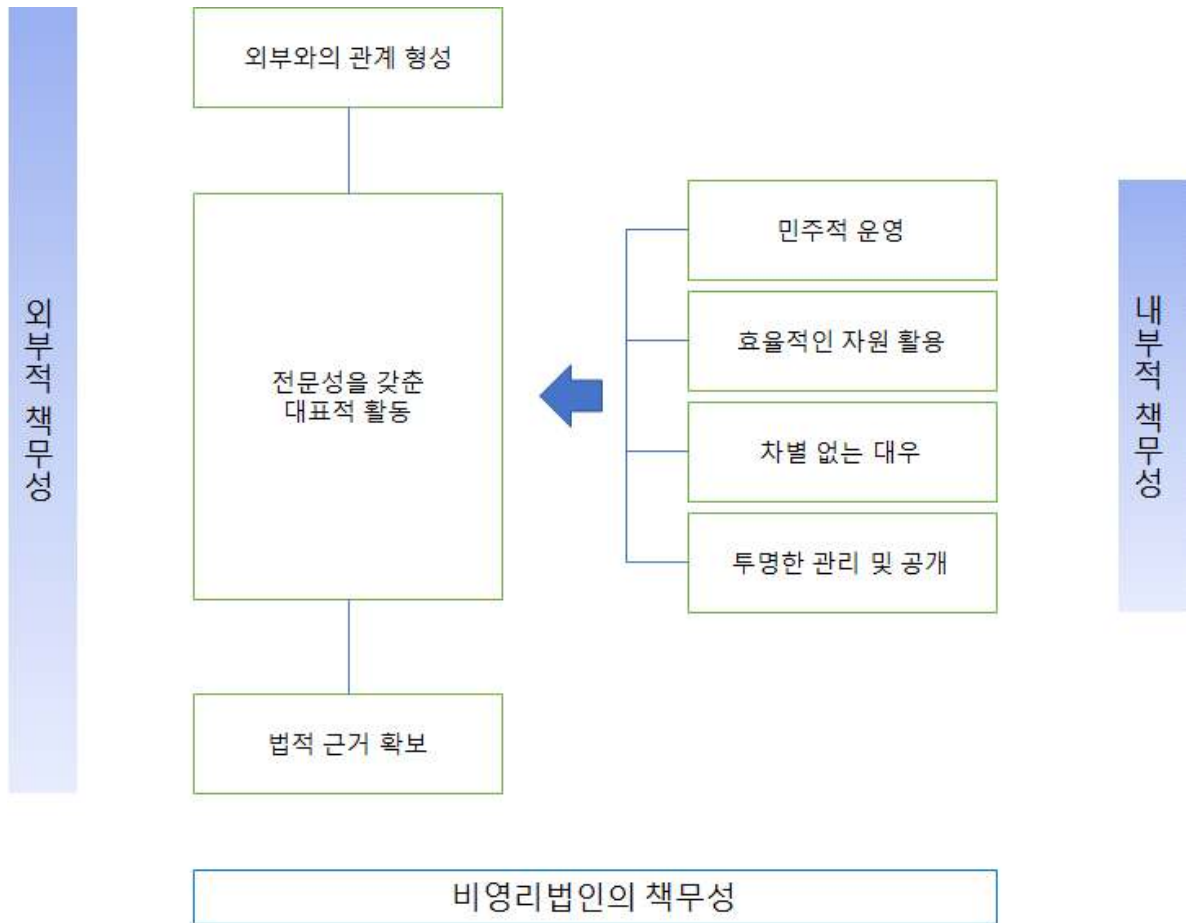 외부적 책무성
외부와의 관계 형성
전문성을 갖춘
대표적 활동
법적 근거 확보
민주적 운영
효율적인 자원 활용
차별 없는 대우
투명한 관리 및 공개
내부적 책무성
비영리법인의 책무성